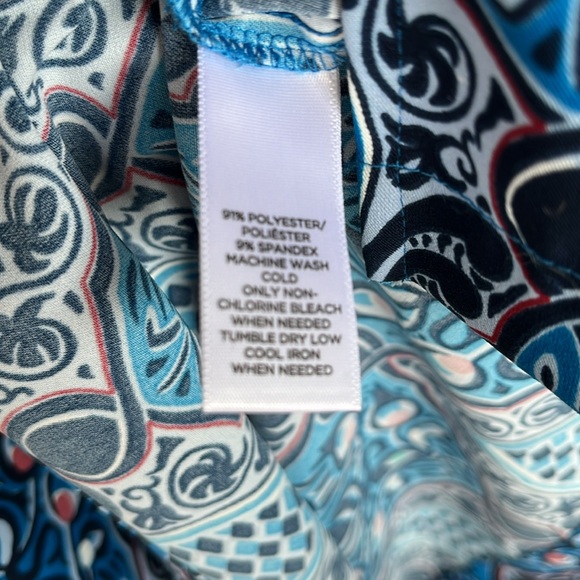 91% POLYESTER/
POLIÉSTER
9% SPANDEX
MACHINE WASH
COLD
ONLY NON-
CHLORINE BLEACH
WHEN NEEDED
TUMBLE DRY LOW
COOL IRON
WHEN NEEDED